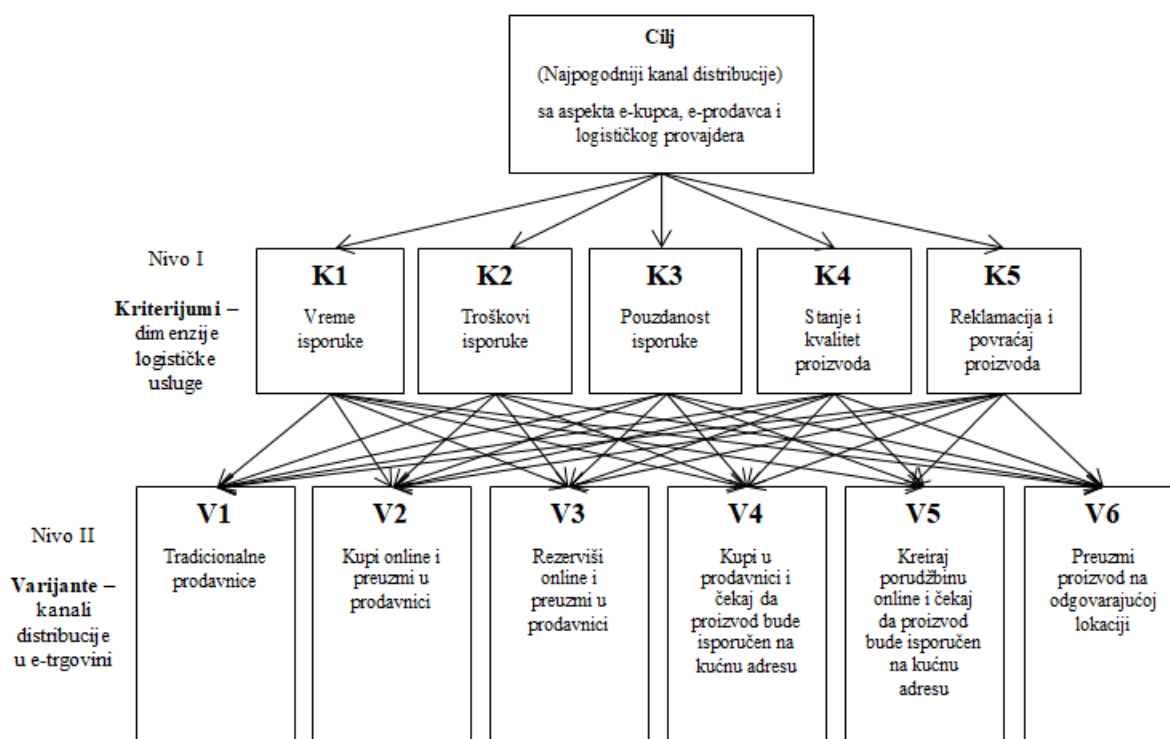 Cilj
(Najpogodniji kanal distribucije)
sa aspekta e-kupca, e-prodavca i
logističkog provajdera
Nivo I
Kriterijumi –
dimenzije
logističke
usluge
K1
Vreme
isporuke
K2
Troškovi
isporuke
K3
Pouzdanost
isporuke
K4
Stanje i
kvalitet
proizvoda
K5
Reklamacija i
povraćaj
proizvoda
Nivo II
Varijante –
kanali
distribucije
u e-trgovini
V1
Tradicionalne
prodavnice
V2
Kupi online i
preuzmi u
prodavnici
V3
Rezerviši
online i
preuzmi u
prodavnici
V4
Kupi u
prodavnici i
čekaj da
proizvod bude
isporučen na
kućnu adresu
V5
Kreiraj
porudžbinu
online i čekaj
da proizvod
bude isporučen
na kućnu
adresu
V6
Preuzmi
proizvod na
odgovarajućoj
lokaciji